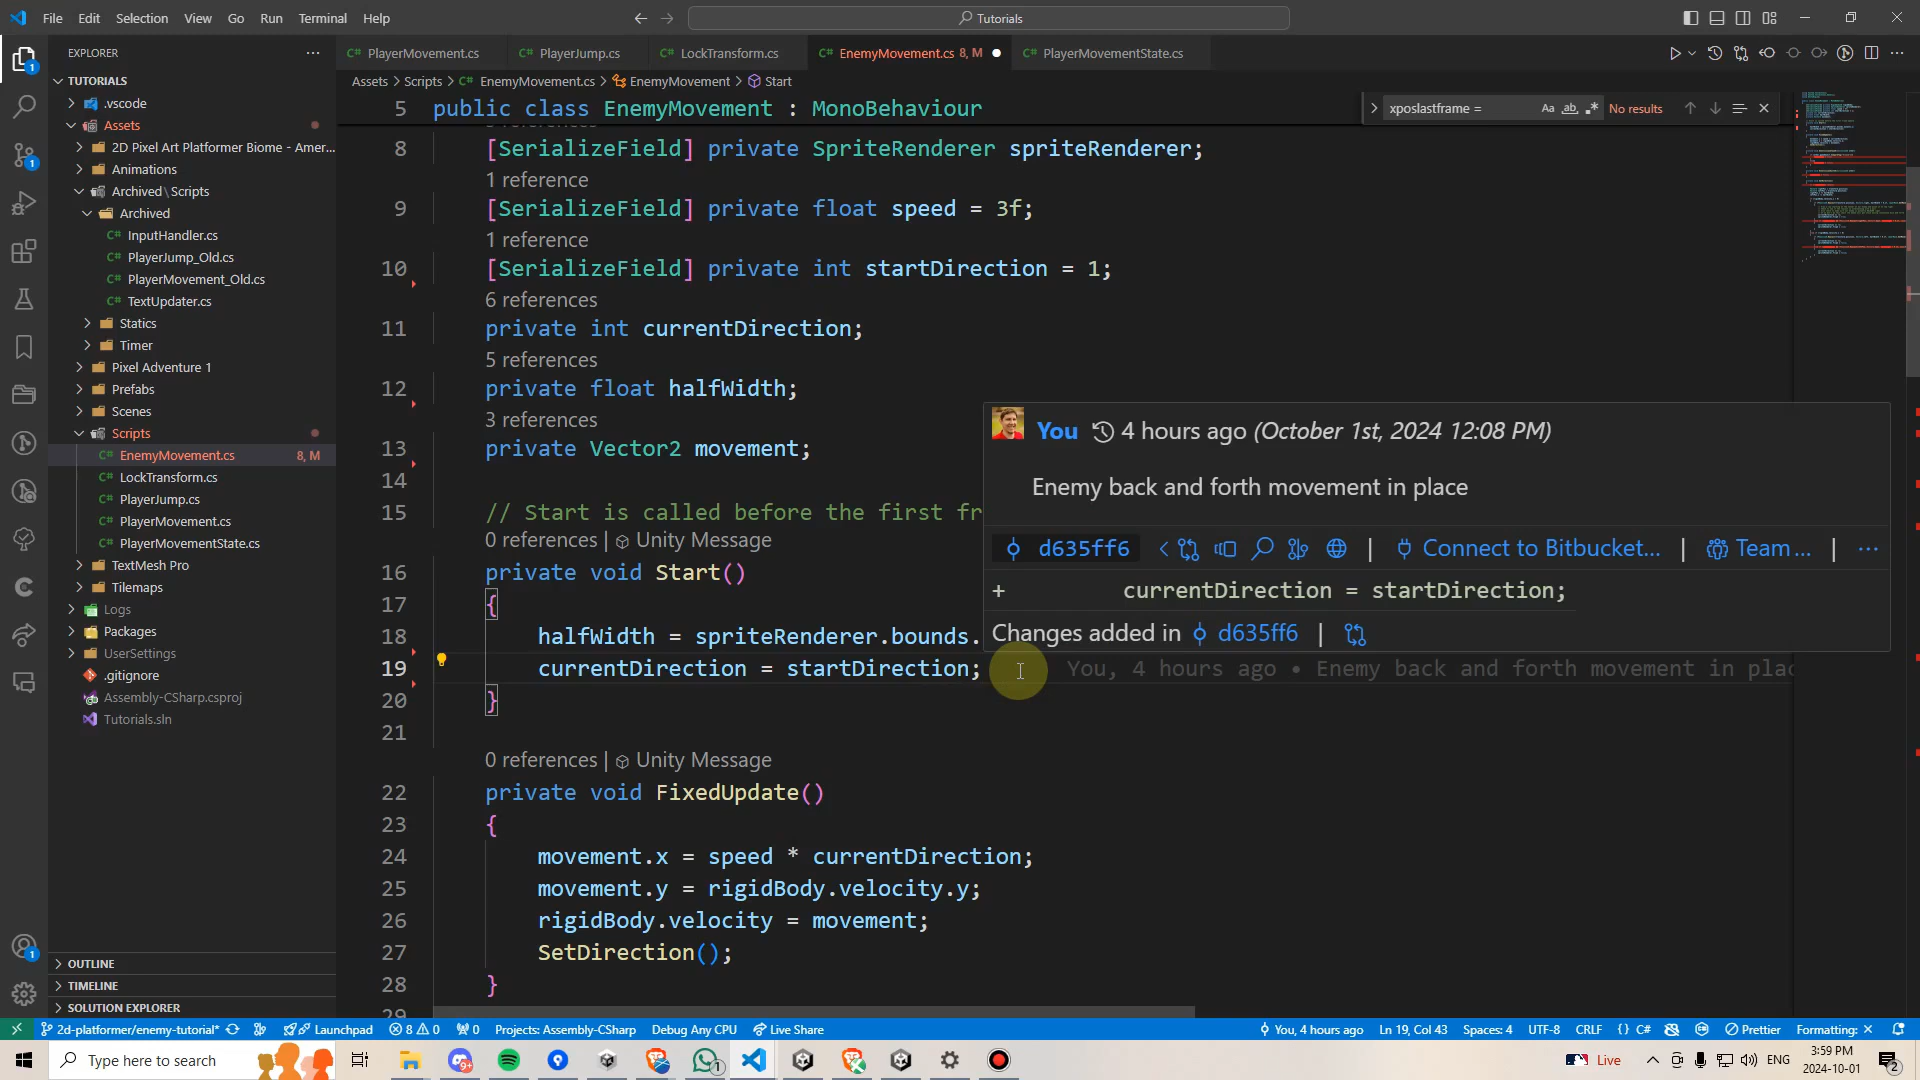 File Edit Selection View Go Run Terminal Help
Tutorials
EXPLORER
PlayerMovement.cs
PlayerJump.cs
LockTransform.cs
EnemyMovement.cs 8, M
PlayerMovementState.cs
TUTORIALS
Assets > Scripts > EnemyMovement.cs > EnemyMovement > Start
.vscode
Assets
2D Pixel Art Platformer Biome - Amer...
Animations
Archived\Scripts
Archived
InputHandler.cs
PlayerJump_Old.cs
PlayerMovement_Old.cs
TextUpdater.cs
Statics
Timer
Pixel Adventure 1
Prefabs
Scenes
Scripts
EnemyMovement.cs 8, M
LockTransform.cs
PlayerJump.cs
PlayerMovement.cs
PlayerMovementState.cs
TextMesh Pro
Tilemaps
Logs
Packages
UserSettings
.gitignore
Assembly-CSharp.csproj
Tutorials.sln
OUTLINE
TIMELINE
SOLUTION EXPLORER
5 public class EnemyMovement : MonoBehaviour
xposlastframe = Aa ab .* No results
8 [SerializeField] private SpriteRenderer spriteRenderer;
1 reference
9 [SerializeField] private float speed = 3f;
1 reference
10 [SerializeField] private int startDirection = 1;
6 references
11 private int currentDirection;
5 references
12 private float halfWidth;
3 references
13 private Vector2 movement;
14
15 // Start is called before the first fr
0 references | Unity Message
16 private void Start()
17 {
18 halfWidth = spriteRenderer.bounds.
19 currentDirection = startDirection; You, 4 hours ago • Enemy back and forth movement in plac
20 }
21
0 references | Unity Message
22 private void FixedUpdate()
23 {
24 movement.x = speed * currentDirection;
25 movement.y = rigidBody.velocity.y;
26 rigidBody.velocity = movement;
27 SetDirection();
28 }
29
You 4 hours ago (October 1st, 2024 12:08 PM)
Enemy back and forth movement in place
d635ff6 | Connect to Bitbucket... | Team... | ...
+ currentDirection = startDirection;
Changes added in d635ff6 |
2d-platformer/enemy-tutorial* Launchpad 8 0 0 Projects: Assembly-CSharp Debug Any CPU Live Share You, 4 hours ago Ln 19, Col 43 Spaces: 4 UTF-8 CRLF {} C# Prettier Formatting: ×
Type here to search
Live
ENG
3:59 PM
2024-10-01